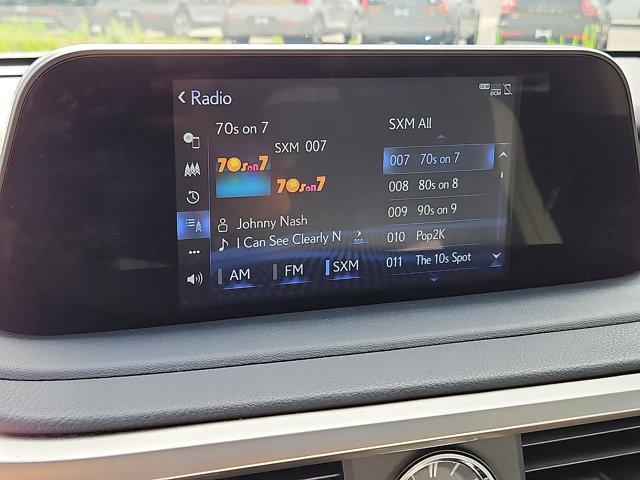 Radio
DCM
DCM
70s on 7
SXM 007
70s on 7
70s on 7
Johnny Nash
I Can See Clearly N
AM
FM
SXM
SXM All
007 70s on 7
008 80s on 8
009 90s on 9
010 Pop2K
011 The 10s Spot